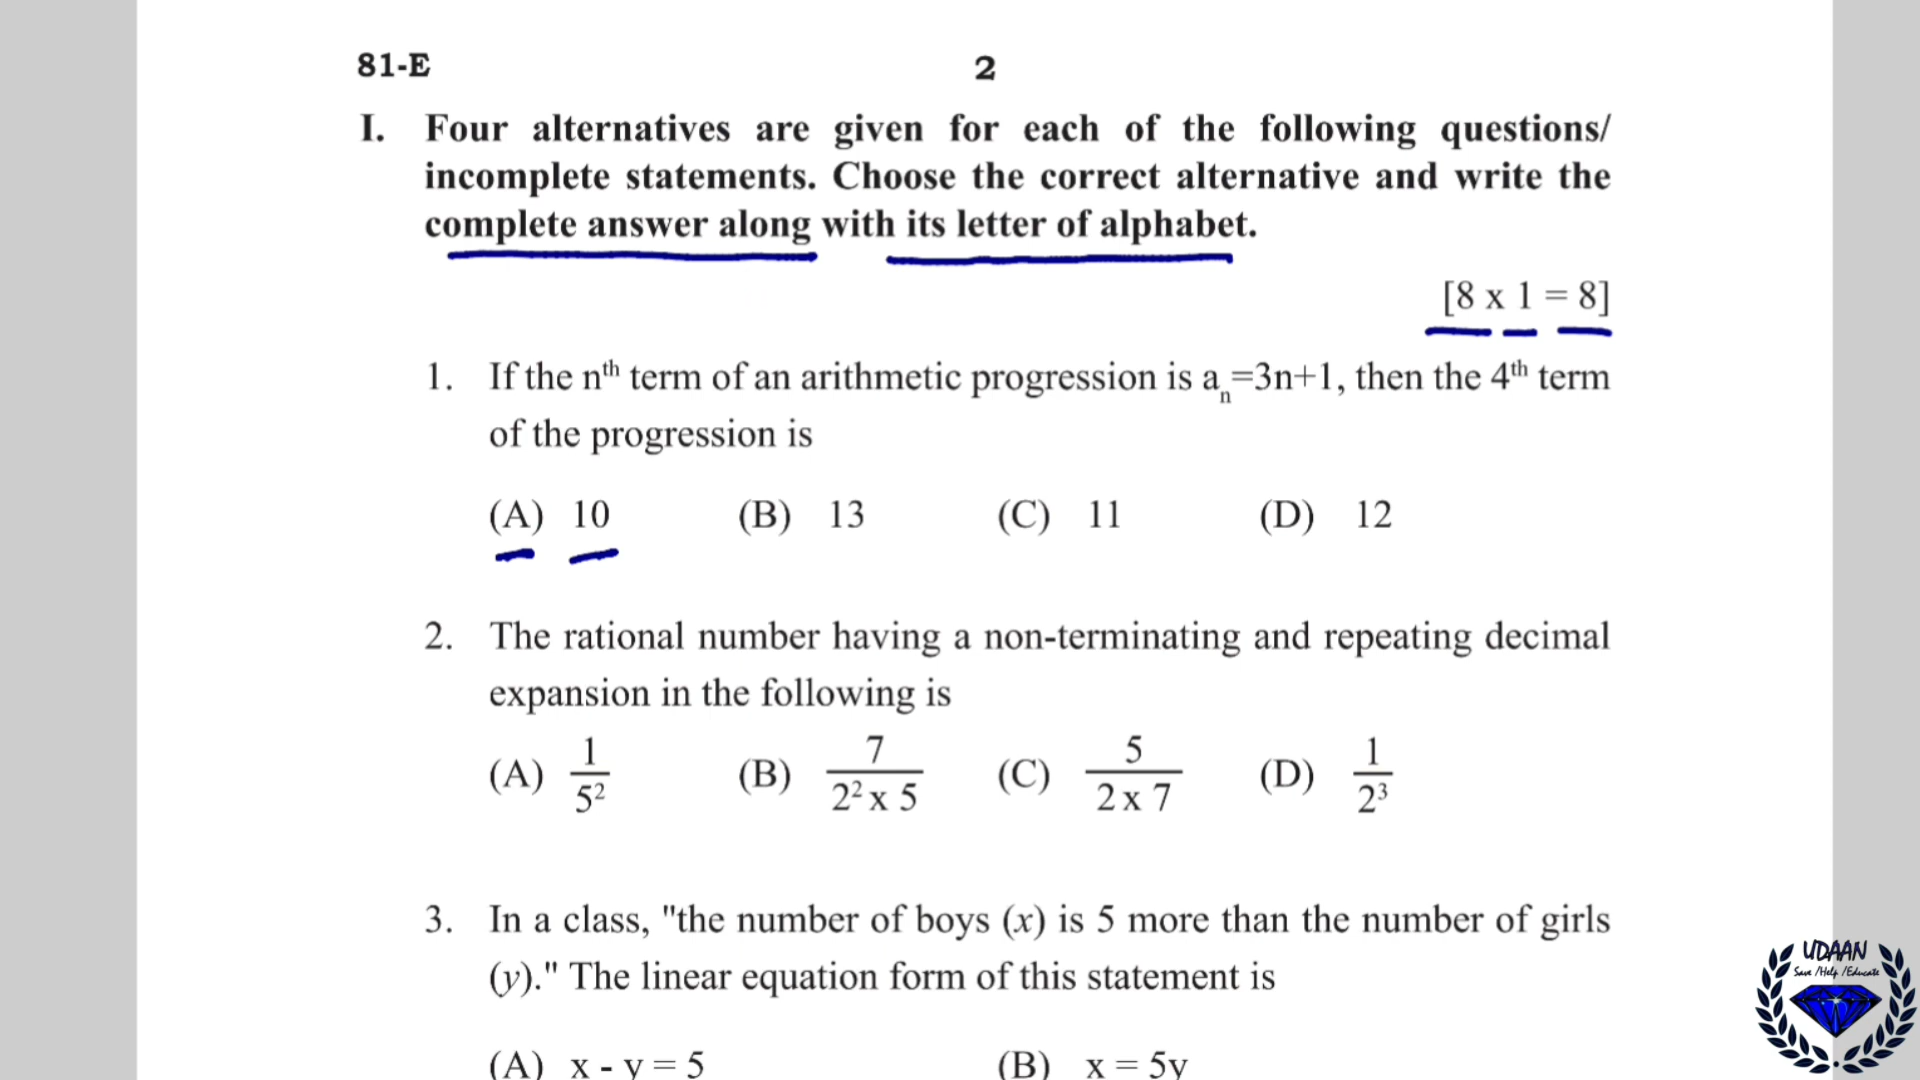 81-E 2
I. Four alternatives are given for each of the following questions/
incomplete statements. Choose the correct alternative and write the
complete answer along with its letter of alphabet.
[8 x 1 = 8]
1. If the nᵗʰ term of an arithmetic progression is aₙ=3n+1, then the 4ᵗʰ term
of the progression is
(A) 10 (B) 13 (C) 11 (D) 12
2. The rational number having a non-terminating and repeating decimal
expansion in the following is
(A) 1/5² (B) 7/2² x 5 (C) 5/2 x 7 (D) 1/2³
3. In a class, "the number of boys (x) is 5 more than the number of girls
(y)." The linear equation form of this statement is
(A) x - y = 5 (B) x = 5y
UDAAN
Save /Help /Educate